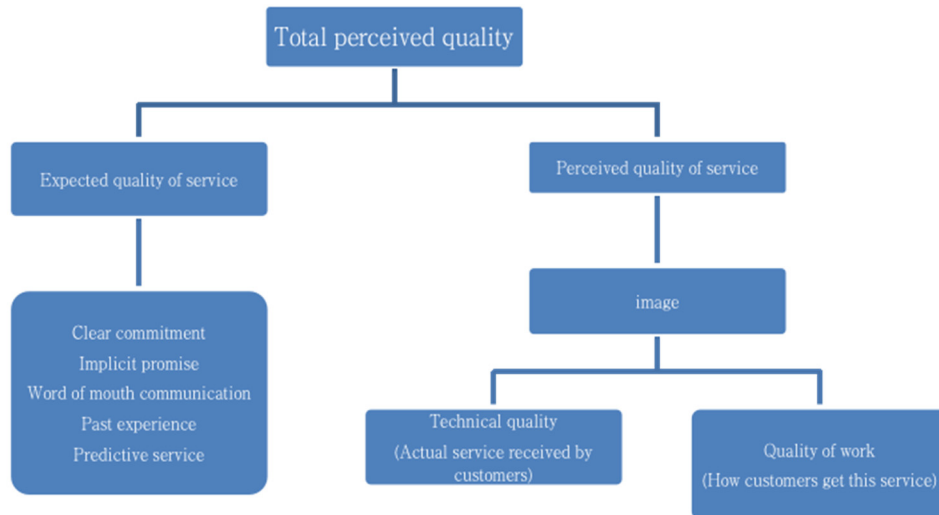 Total perceived quality
Expected quality of service
Perceived quality of service
Clear commitment
Implicit promise
Word of mouth communication
Past experience
Predictive service
image
Technical quality
(Actual service received by
customers)
Quality of work
(How customers get this service)